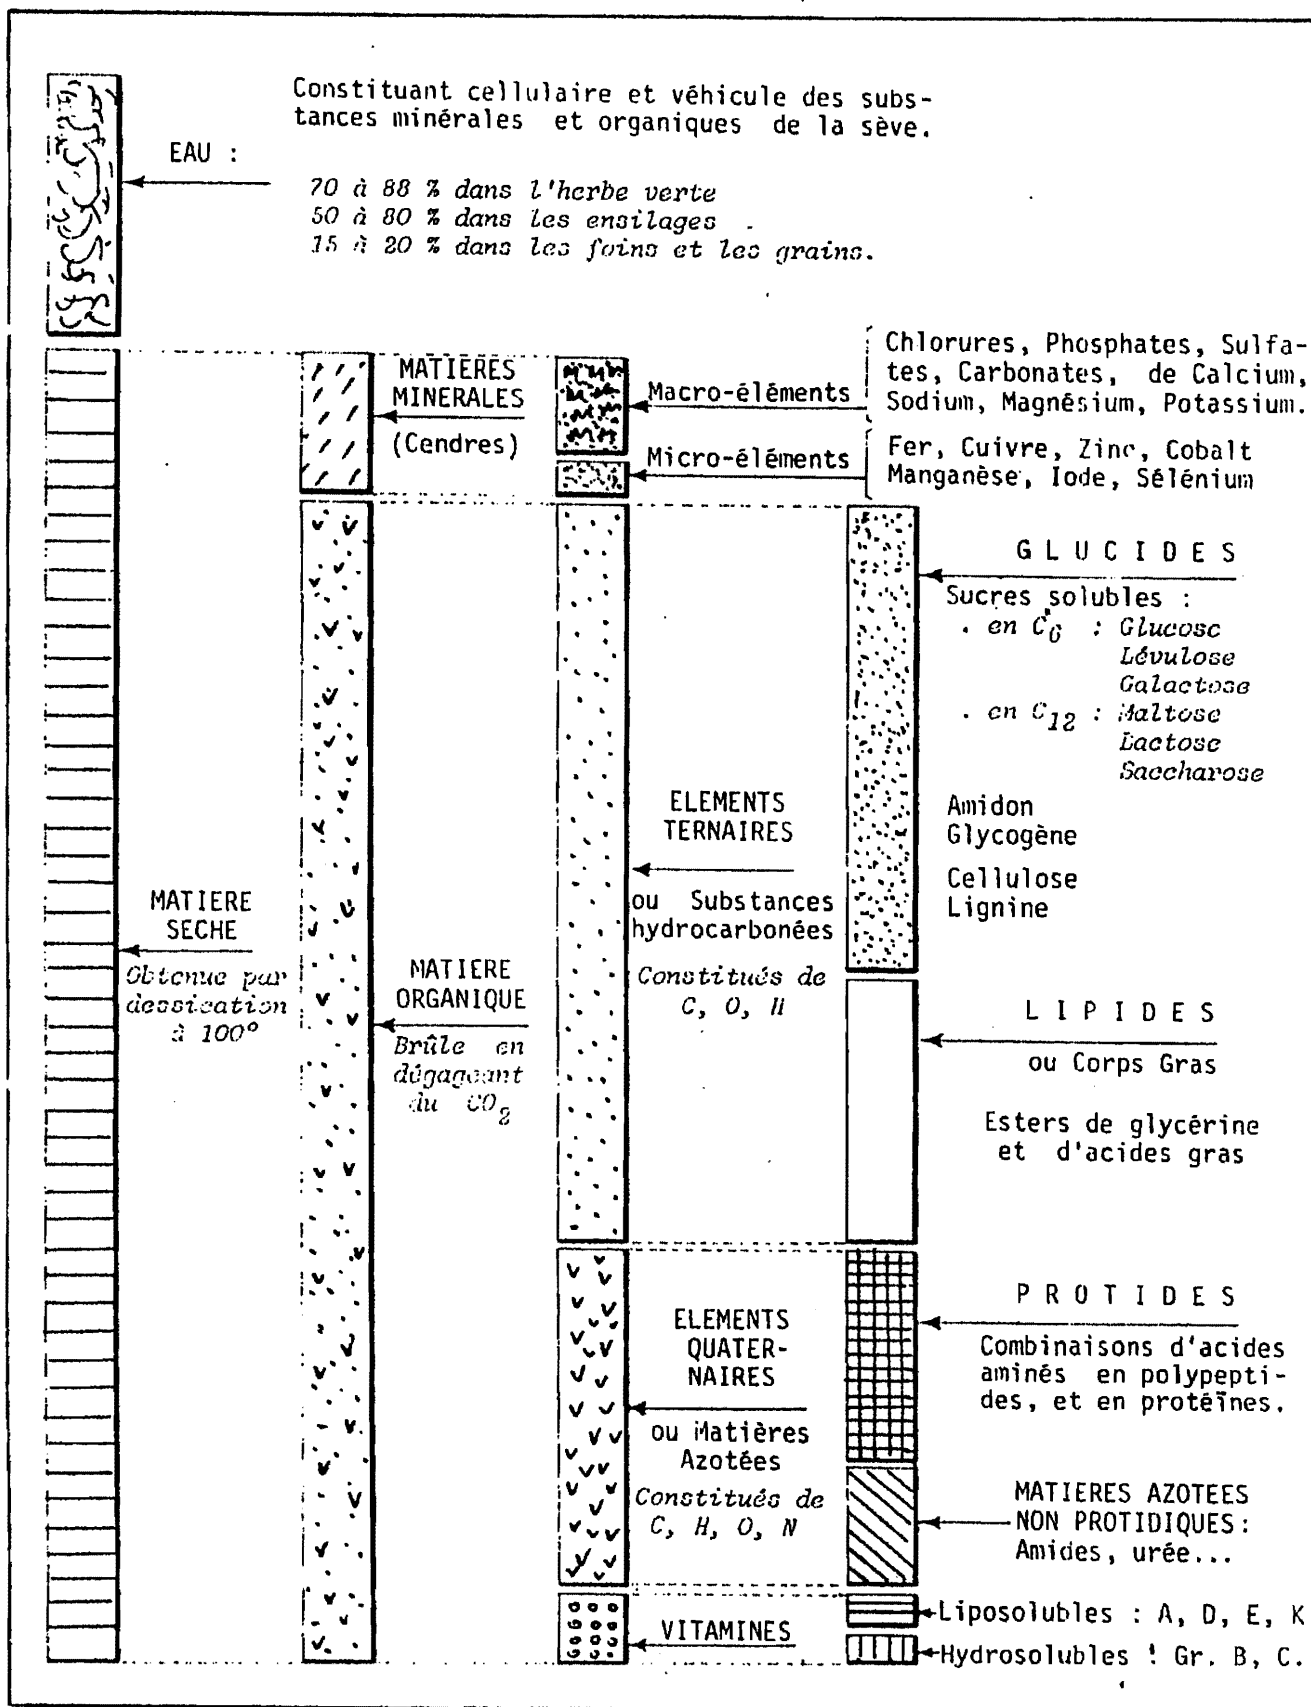 Constituant cellulaire et véhicule des subs-
tances minérales et organiques de la sève.
EAU :
70 à 88 % dans l'herbe verte
50 à 80 % dans les ensilages
15 à 20 % dans les foins et les grains.
MATIERES
MINERALES
(Cendres)
Macro-éléments
Chlorures, Phosphates, Sulfa-
tes, Carbonates, de Calcium,
Sodium, Magnésium, Potassium.
Micro-éléments
Fer, Cuivre, Zinc, Cobalt
Manganèse, Iode, Sélénium
G L U C I D E S
Sucres solubles :
. en C6 : Glucose
Lévulose
Galactose
. en C12 : Maltose
Lactose
Saccharose
Amidon
Glycogène
Cellulose
Lignine
ELEMENTS
TERNAIRES
ou Substances
hydrocarbonées
Constitués de
C, O, H
MATIERE
SECHE
Obtenue par
dessication
à 100°
MATIERE
ORGANIQUE
Brûle en
dégageant
du CO2
L I P I D E S
ou Corps Gras
Esters de glycérine
et d'acides gras
ELEMENTS
QUATER-
NAIRES
ou Matières
Azotées
Constitués de
C, H, O, N
P R O T I D E S
Combinaisons d'acides
aminés en polypepti-
des, et en protéïnes.
MATIERES AZOTEES
NON PROTIDIQUES:
Amides, urée...
VITAMINES
Liposolubles : A, D, E, K
Hydrosolubles : Gr. B, C.